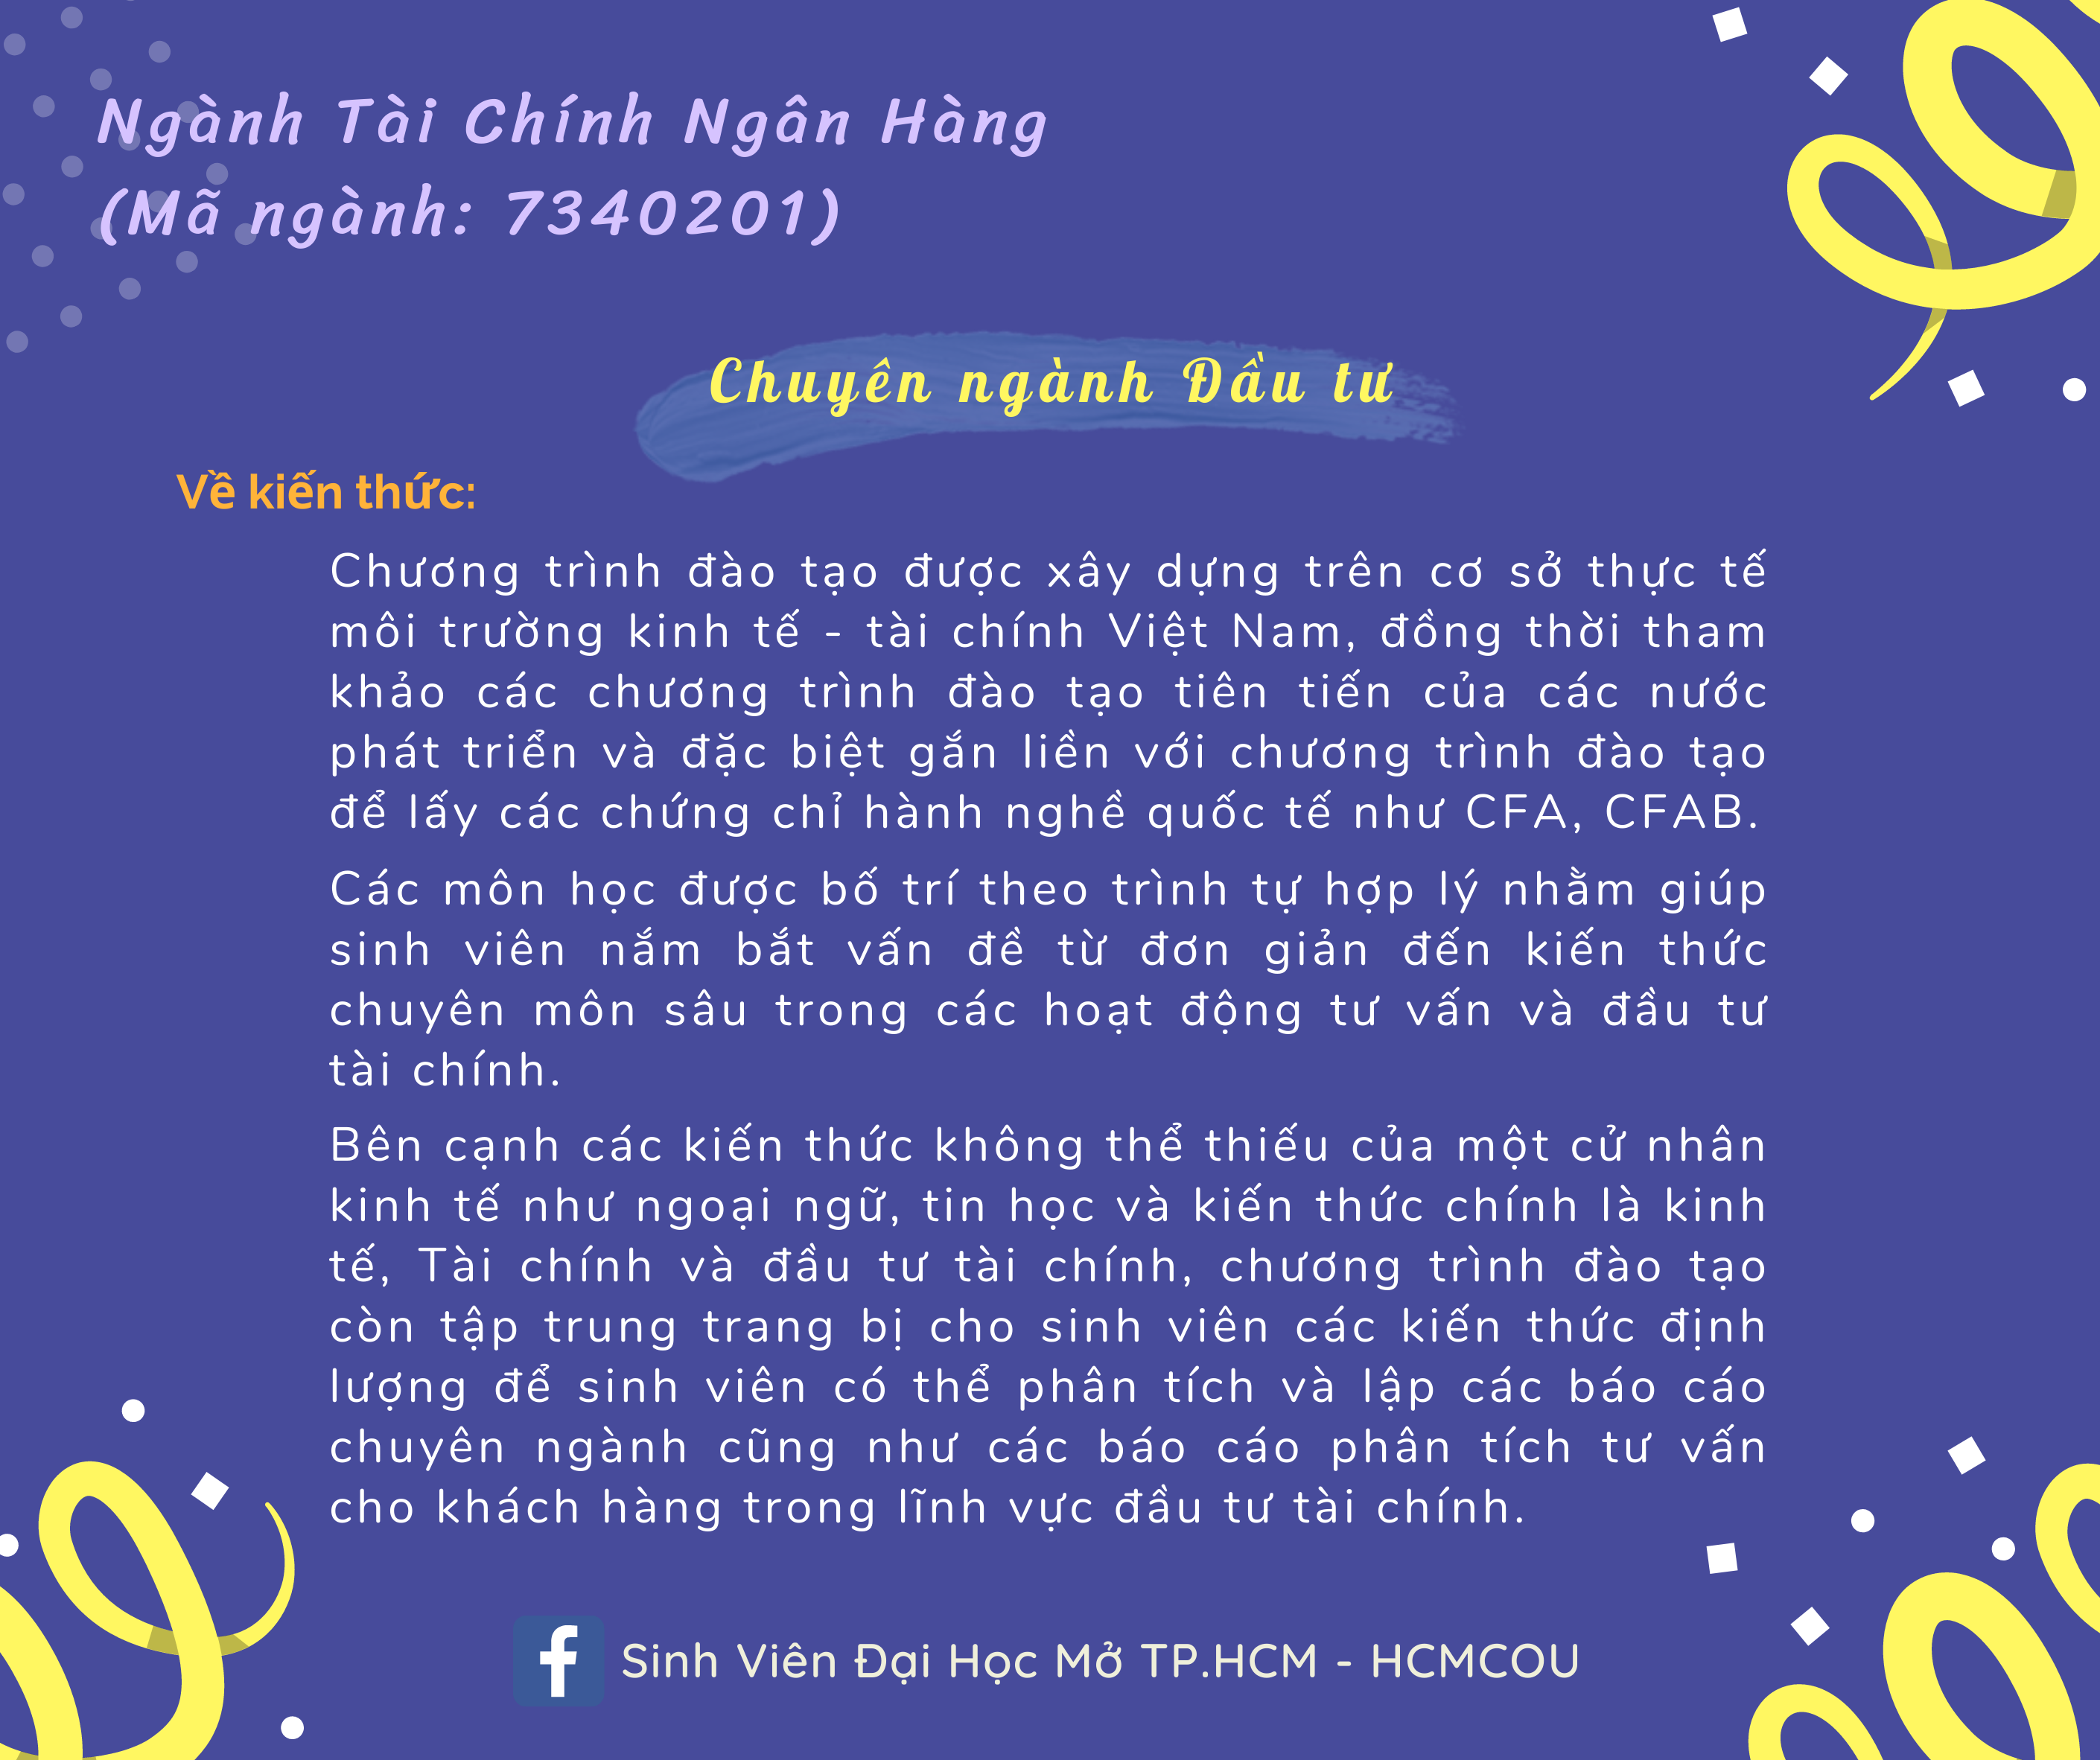 Ngành Tài Chính Ngân Hàng
(Mã ngành: 7340201)
Chuyên ngành Đầu tư
Về kiến thức:
Chương trình đào tạo được xây dựng trên cơ sở thực tế
môi trường kinh tế - tài chính Việt Nam, đồng thời tham
khảo các chương trình đào tạo tiên tiến của các nước
phát triển và đặc biệt gắn liền với chương trình đào tạo
để lấy các chứng chỉ hành nghề quốc tế như CFA, CFAB.
Các môn học được bố trí theo trình tự hợp lý nhằm giúp
sinh viên nắm bắt vấn đề từ đơn giản đến kiến thức
chuyên môn sâu trong các hoạt động tư vấn và đầu tư
tài chính.
Bên cạnh các kiến thức không thể thiếu của một cử nhân
kinh tế như ngoại ngữ, tin học và kiến thức chính là kinh
tế, Tài chính và đầu tư tài chính, chương trình đào tạo
còn tập trung trang bị cho sinh viên các kiến thức định
lượng để sinh viên có thể phân tích và lập các báo cáo
chuyên ngành cũng như các báo cáo phân tích tư vấn
cho khách hàng trong lĩnh vực đầu tư tài chính.
f Sinh Viên Đại Học Mở TP.HCM - HCMCOU